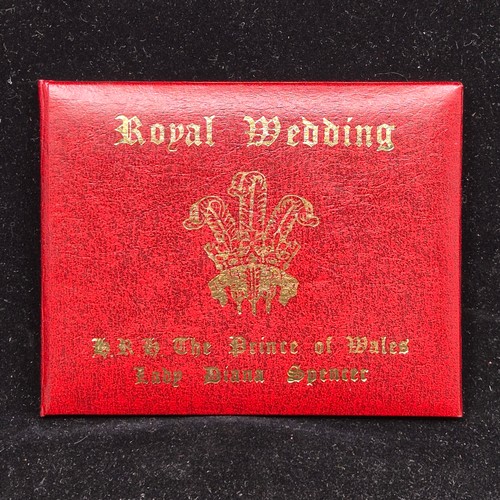 Royal Wedding
H.R.H. The Prince of Wales
Lady Diana Spencer